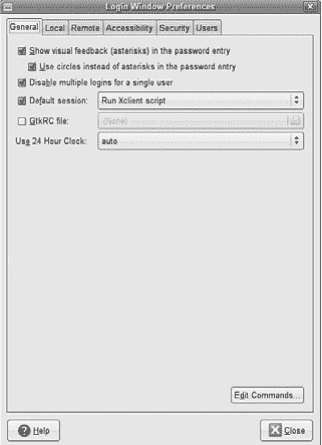 Login Window Preferences
General Local Remote Accessibility Security Users
Show visual feedback (asterisks) in the password entry
Use circles instead of asterisks in the password entry
Disable multiple logins for a single user
Default session: Run Xclient script
GtkRC file: (None)
Use 24 Hour Clock: auto
Edit Commands...
Help Close